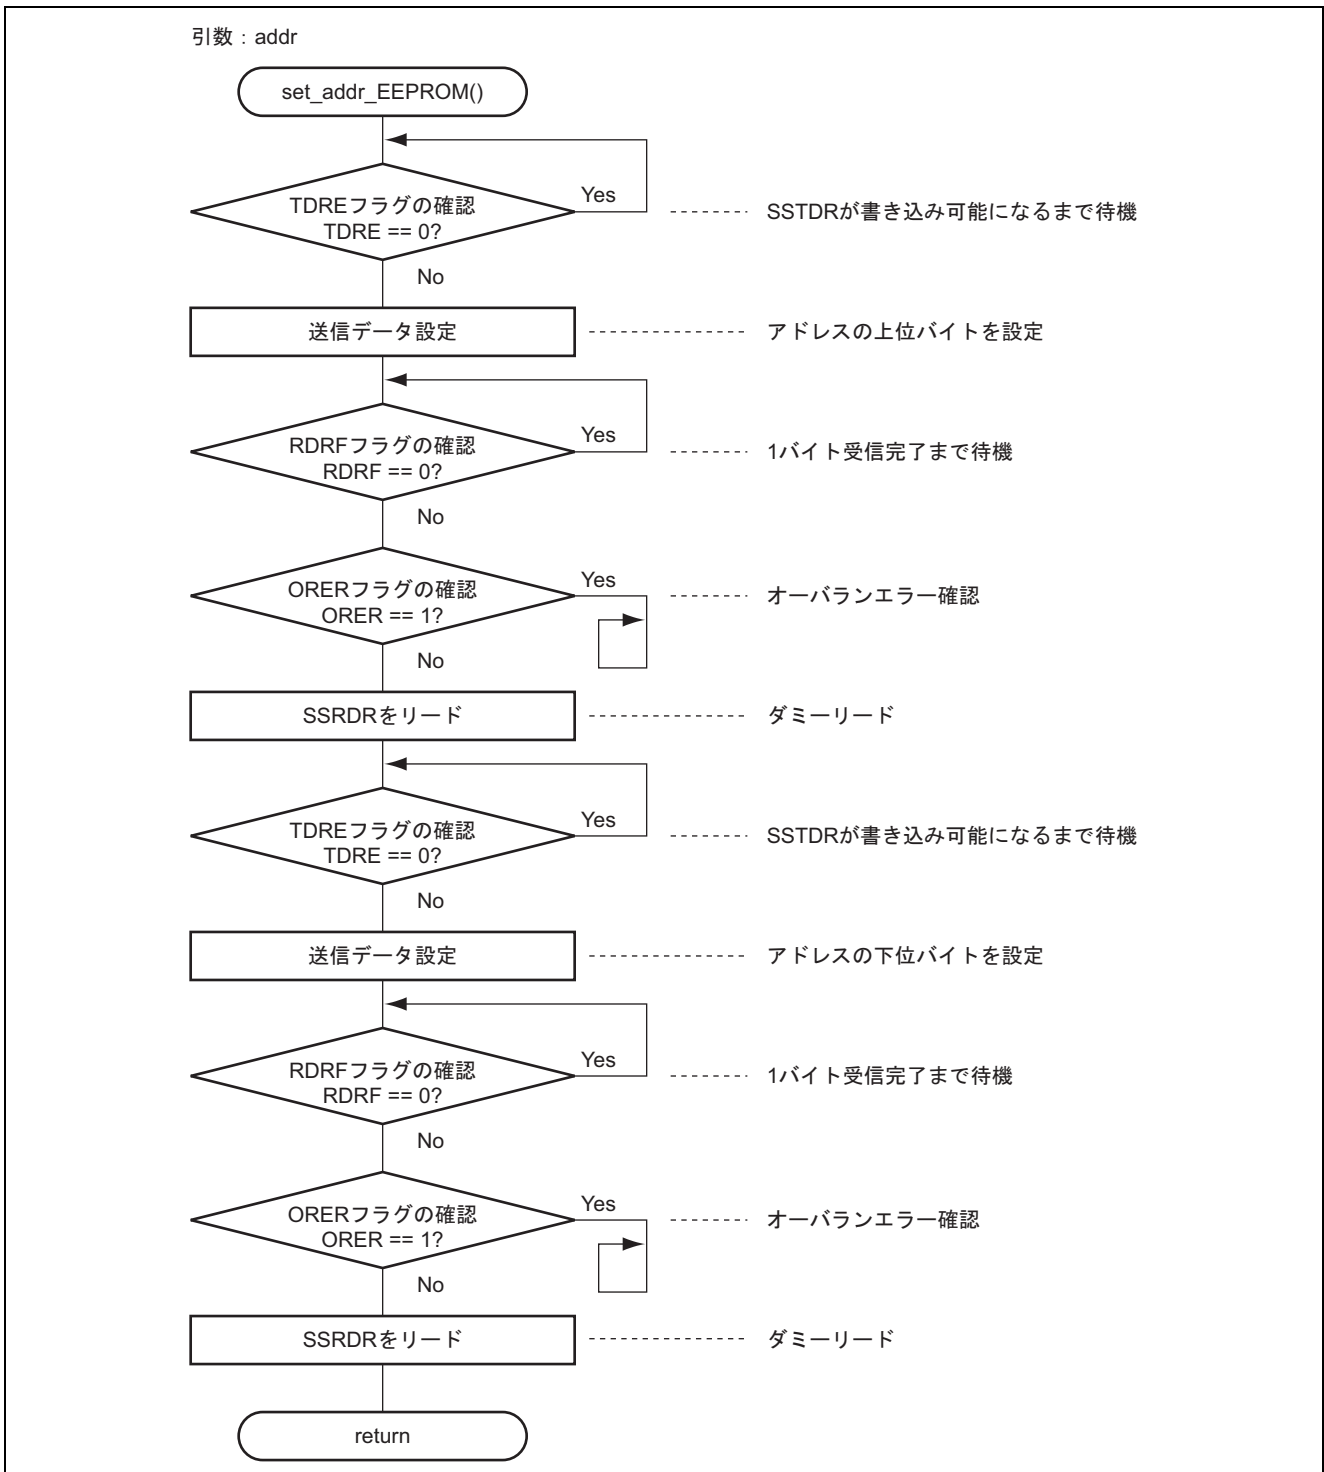 引数：addr
set_addr_EEPROM()
TDREフラグの確認
TDRE == 0?
Yes
SSTDRが書き込み可能になるまで待機
No
送信データ設定
アドレスの上位バイトを設定
RDRFフラグの確認
RDRF == 0?
Yes
1バイト受信完了まで待機
No
ORERフラグの確認
ORER == 1?
Yes
オーバランエラー確認
No
SSRDRをリード
ダミーリード
TDREフラグの確認
TDRE == 0?
Yes
SSTDRが書き込み可能になるまで待機
No
送信データ設定
アドレスの下位バイトを設定
RDRFフラグの確認
RDRF == 0?
Yes
1バイト受信完了まで待機
No
ORERフラグの確認
ORER == 1?
Yes
オーバランエラー確認
No
SSRDRをリード
ダミーリード
return